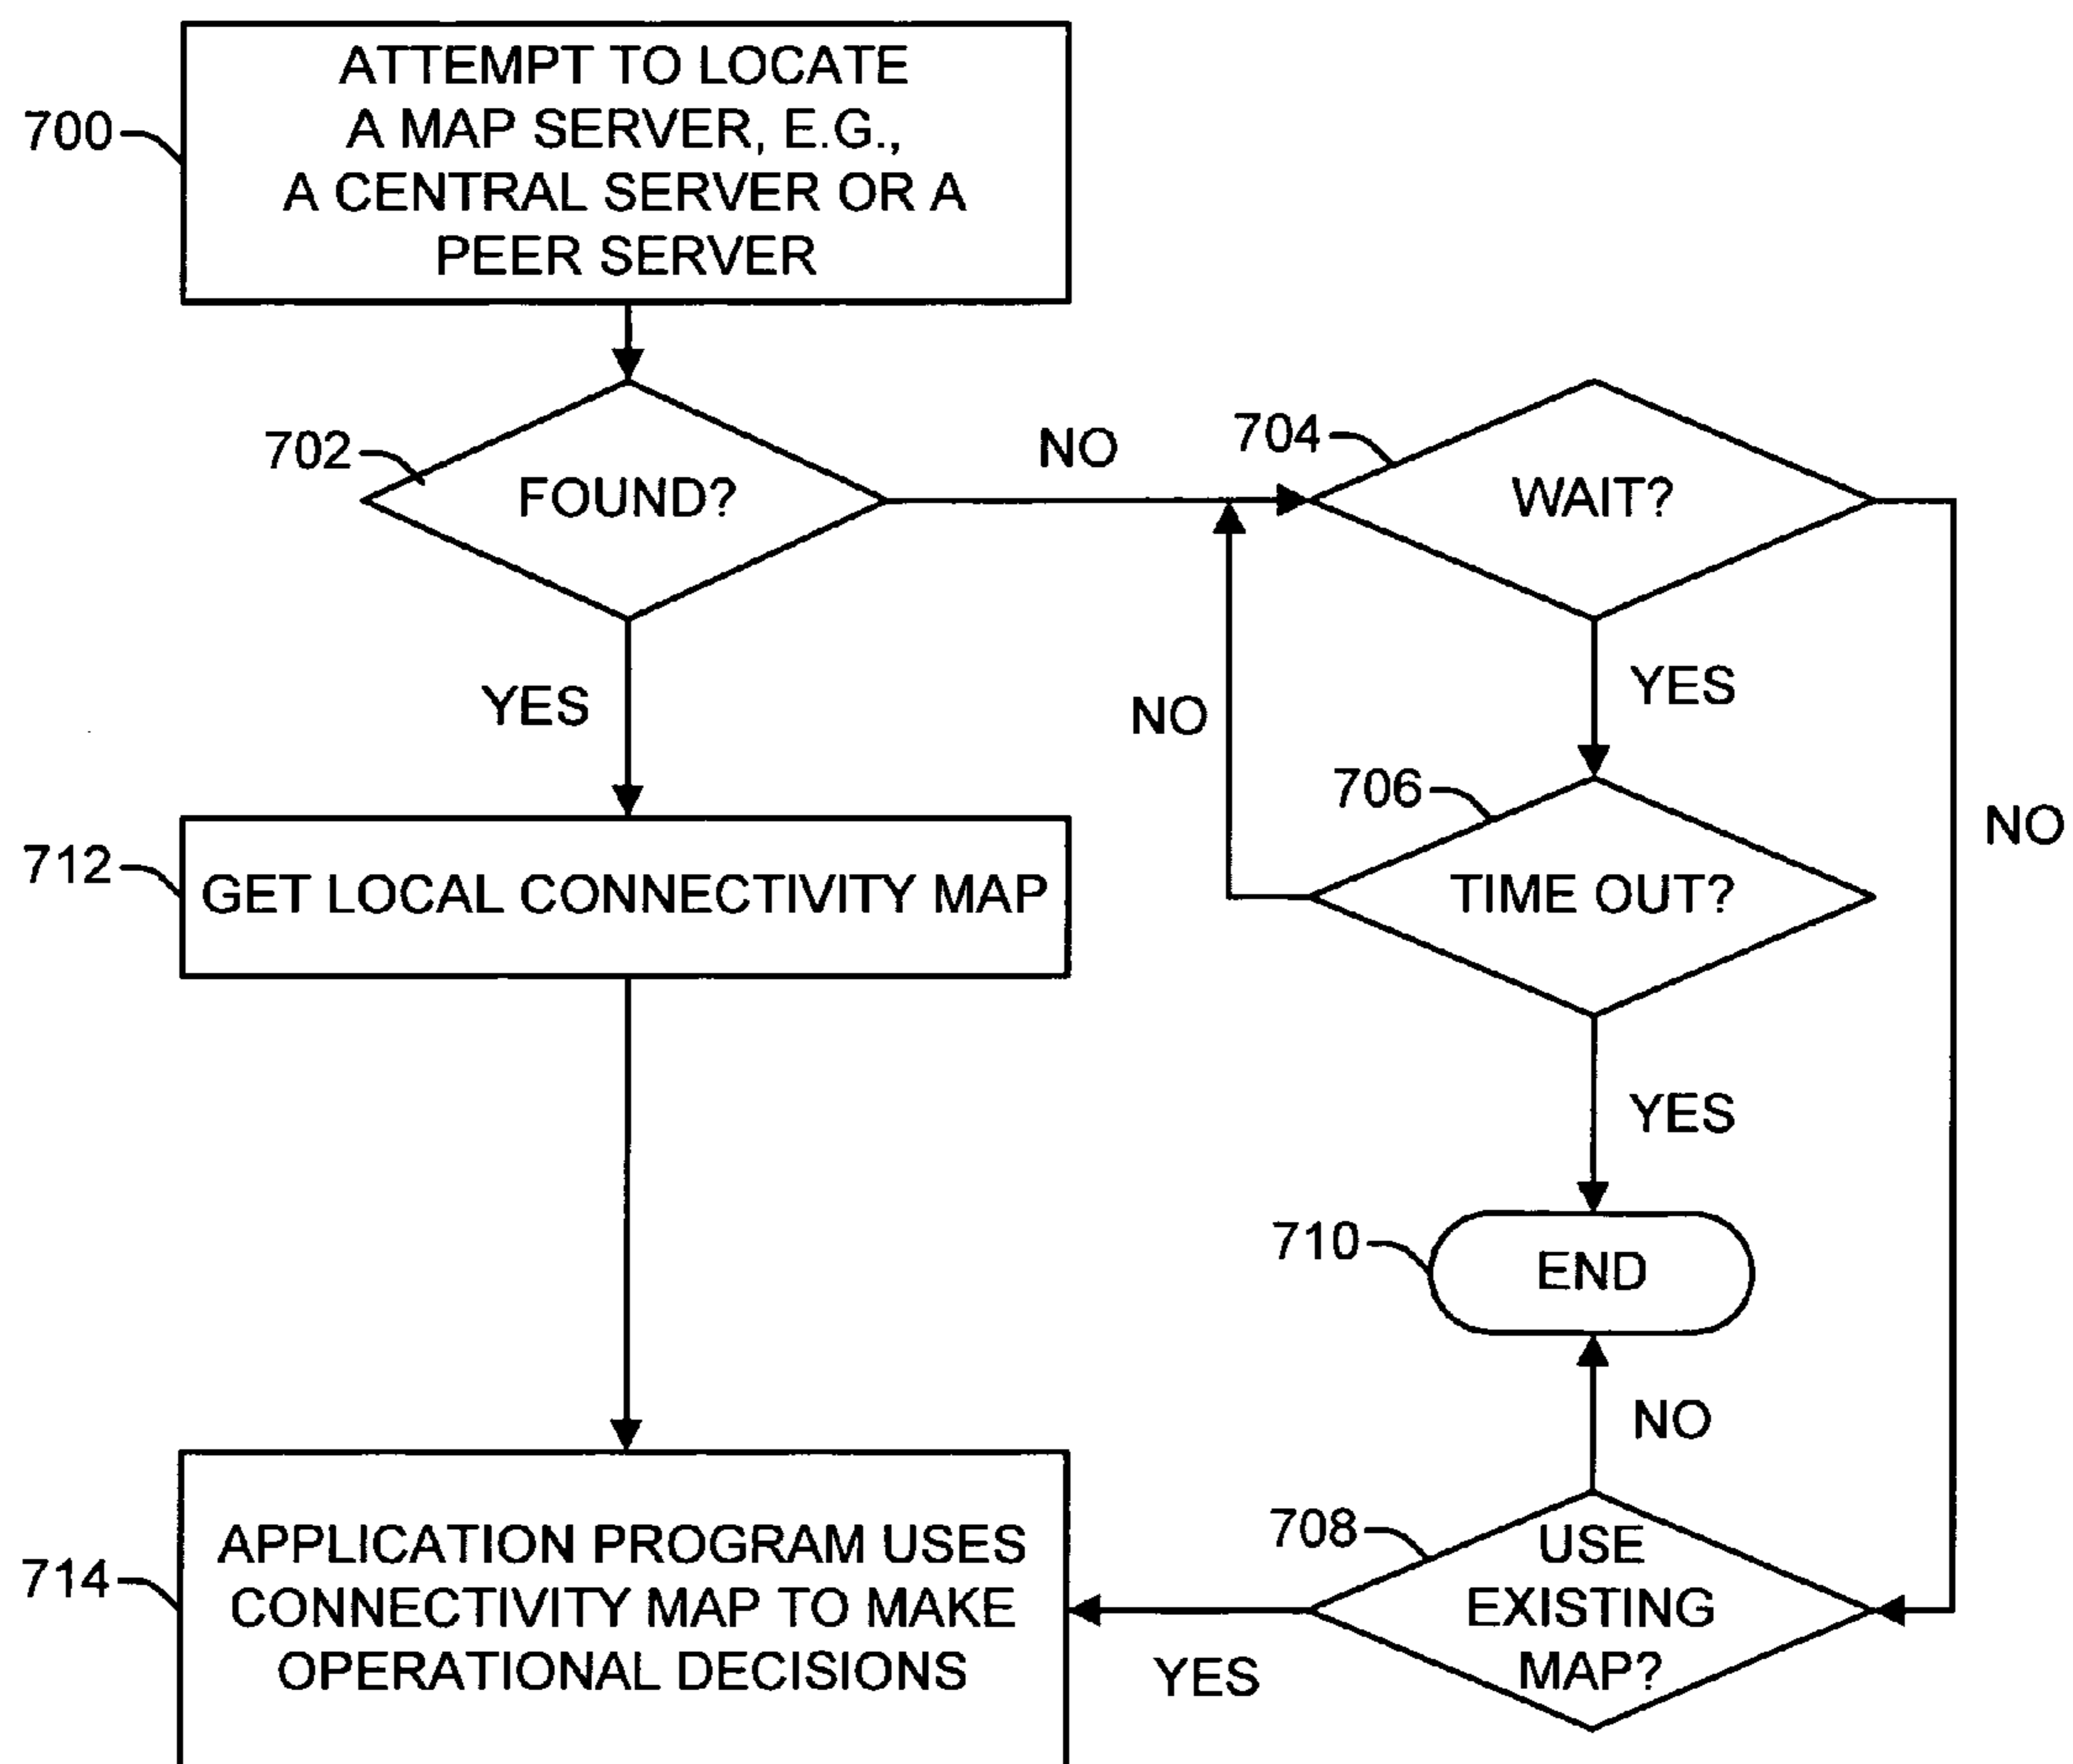 700
ATTEMPT TO LOCATE
A MAP SERVER, E.G.,
A CENTRAL SERVER OR A
PEER SERVER
702
FOUND?
NO
704
WAIT?
YES
YES
NO
706
TIME OUT?
NO
712
GET LOCAL CONNECTIVITY MAP
YES
710
END
NO
714
APPLICATION PROGRAM USES
CONNECTIVITY MAP TO MAKE
OPERATIONAL DECISIONS
708
USE
EXISTING
MAP?
YES